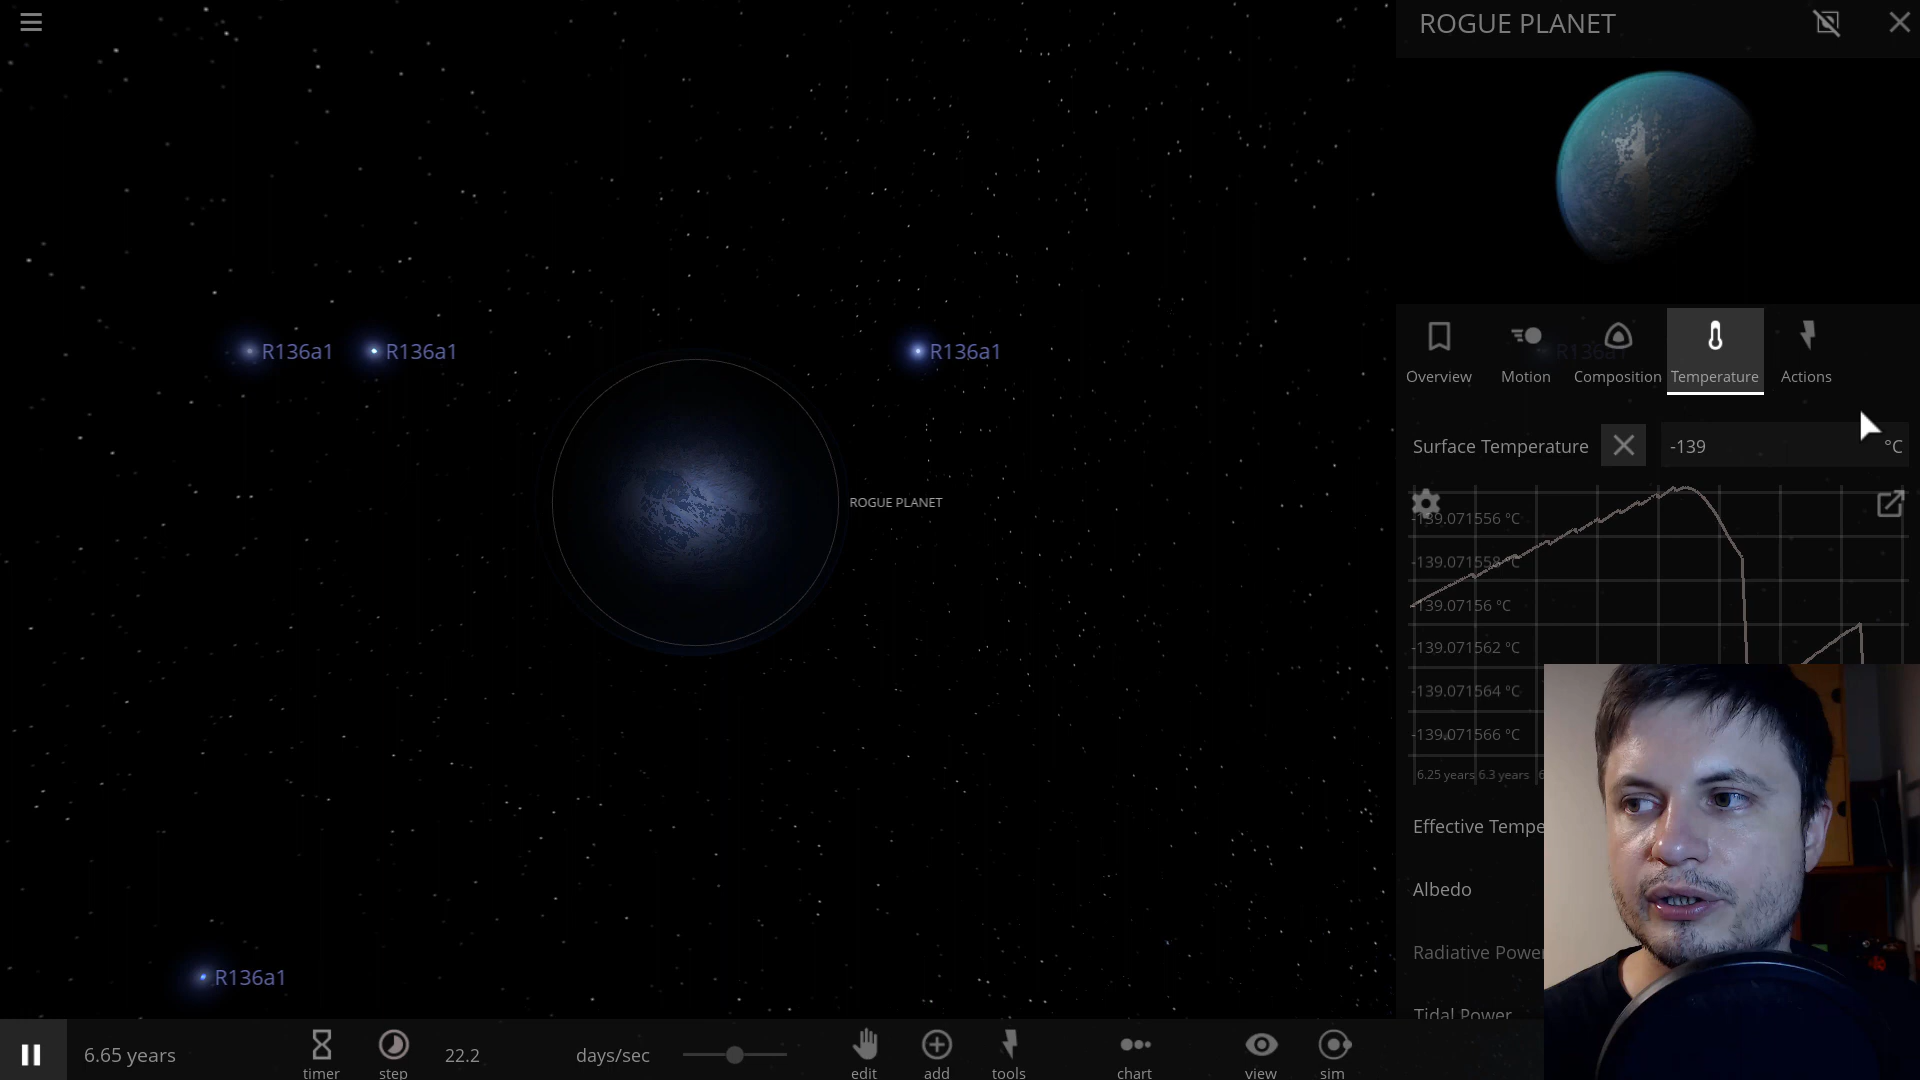 ROGUE PLANET
R136a1
R136a1
R136a1
R136a1
Overview
Motion
Composition
Temperature
Actions
Surface Temperature
-139
°C
ROGUE PLANET
-139.071556 °C
-139.071558 °C
-139.07156 °C
-139.071562 °C
-139.071564 °C
-139.071566 °C
6.25 years
6.3 years
Effective Tempe
Albedo
Radiative Power
Tidal Power
R136a1
6.65 years
timer
step
22.2
days/sec
edit
add
tools
chart
view
sim